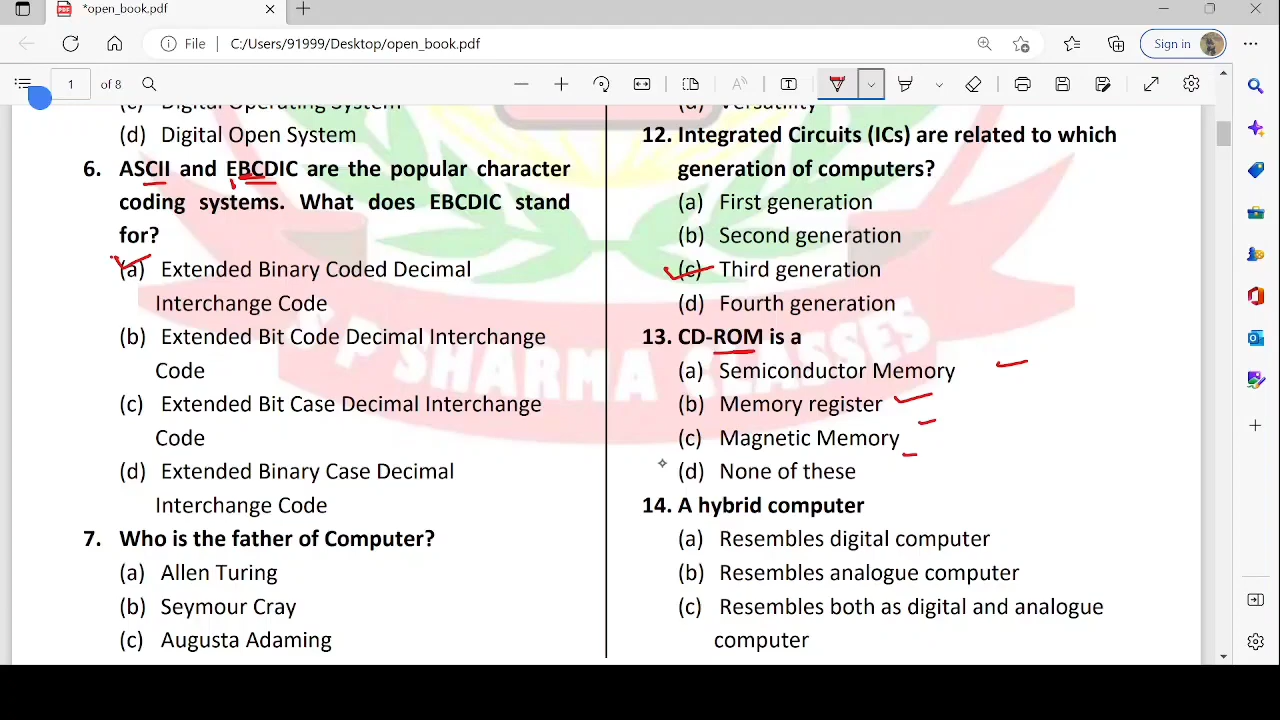 *open_book.pdf
File
C:/Users/91999/Desktop/open_book.pdf
Sign in
1
of 8
(c) Digital Operating System
(d) Digital Open System
6. ASCII and EBCDIC are the popular character
coding systems. What does EBCDIC stand
for?
(a) Extended Binary Coded Decimal
Interchange Code
(b) Extended Bit Code Decimal Interchange
Code
(c) Extended Bit Case Decimal Interchange
Code
(d) Extended Binary Case Decimal
Interchange Code
7. Who is the father of Computer?
(a) Allen Turing
(b) Seymour Cray
(c) Augusta Adaming
(d) Versatility
12. Integrated Circuits (ICs) are related to which
generation of computers?
(a) First generation
(b) Second generation
(c) Third generation
(d) Fourth generation
13. CD-ROM is a
(a) Semiconductor Memory
(b) Memory register
(c) Magnetic Memory
(d) None of these
14. A hybrid computer
(a) Resembles digital computer
(b) Resembles analogue computer
(c) Resembles both as digital and analogue
computer
S P SHARMA CLASSES